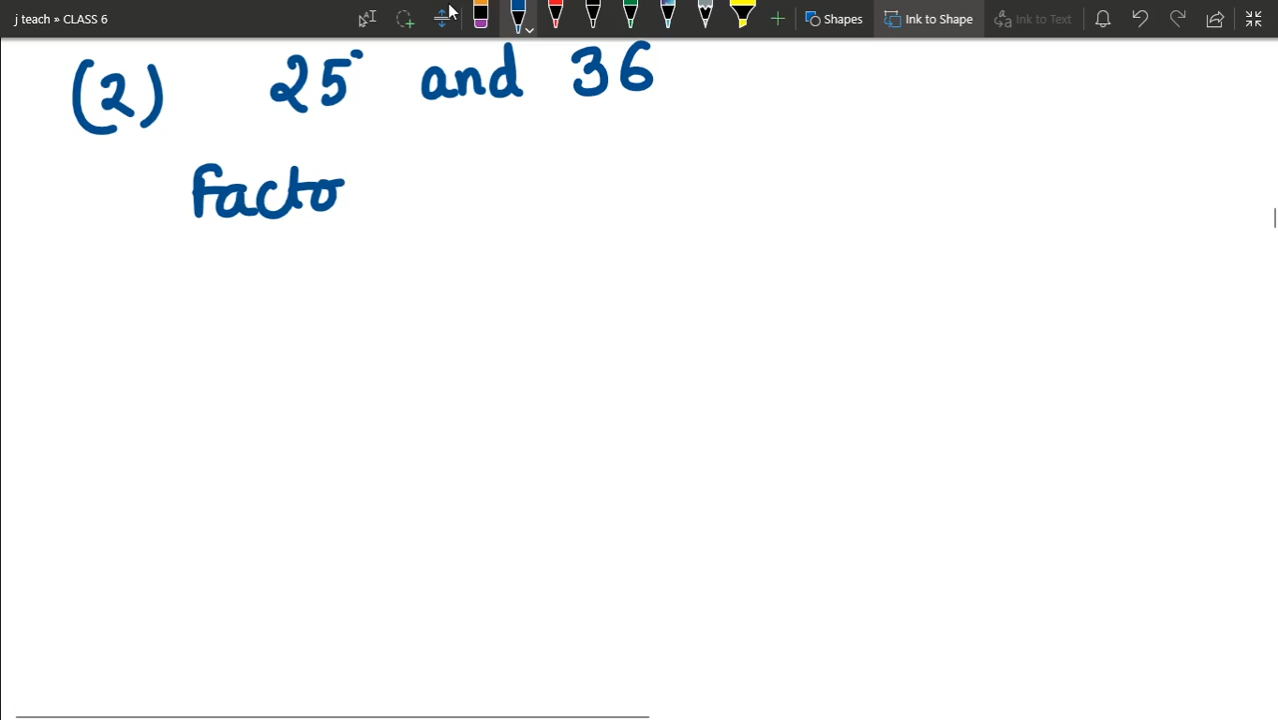 j teach » CLASS 6
Shapes Ink to Shape Ink to Text
(2) 25 and 36
Facto